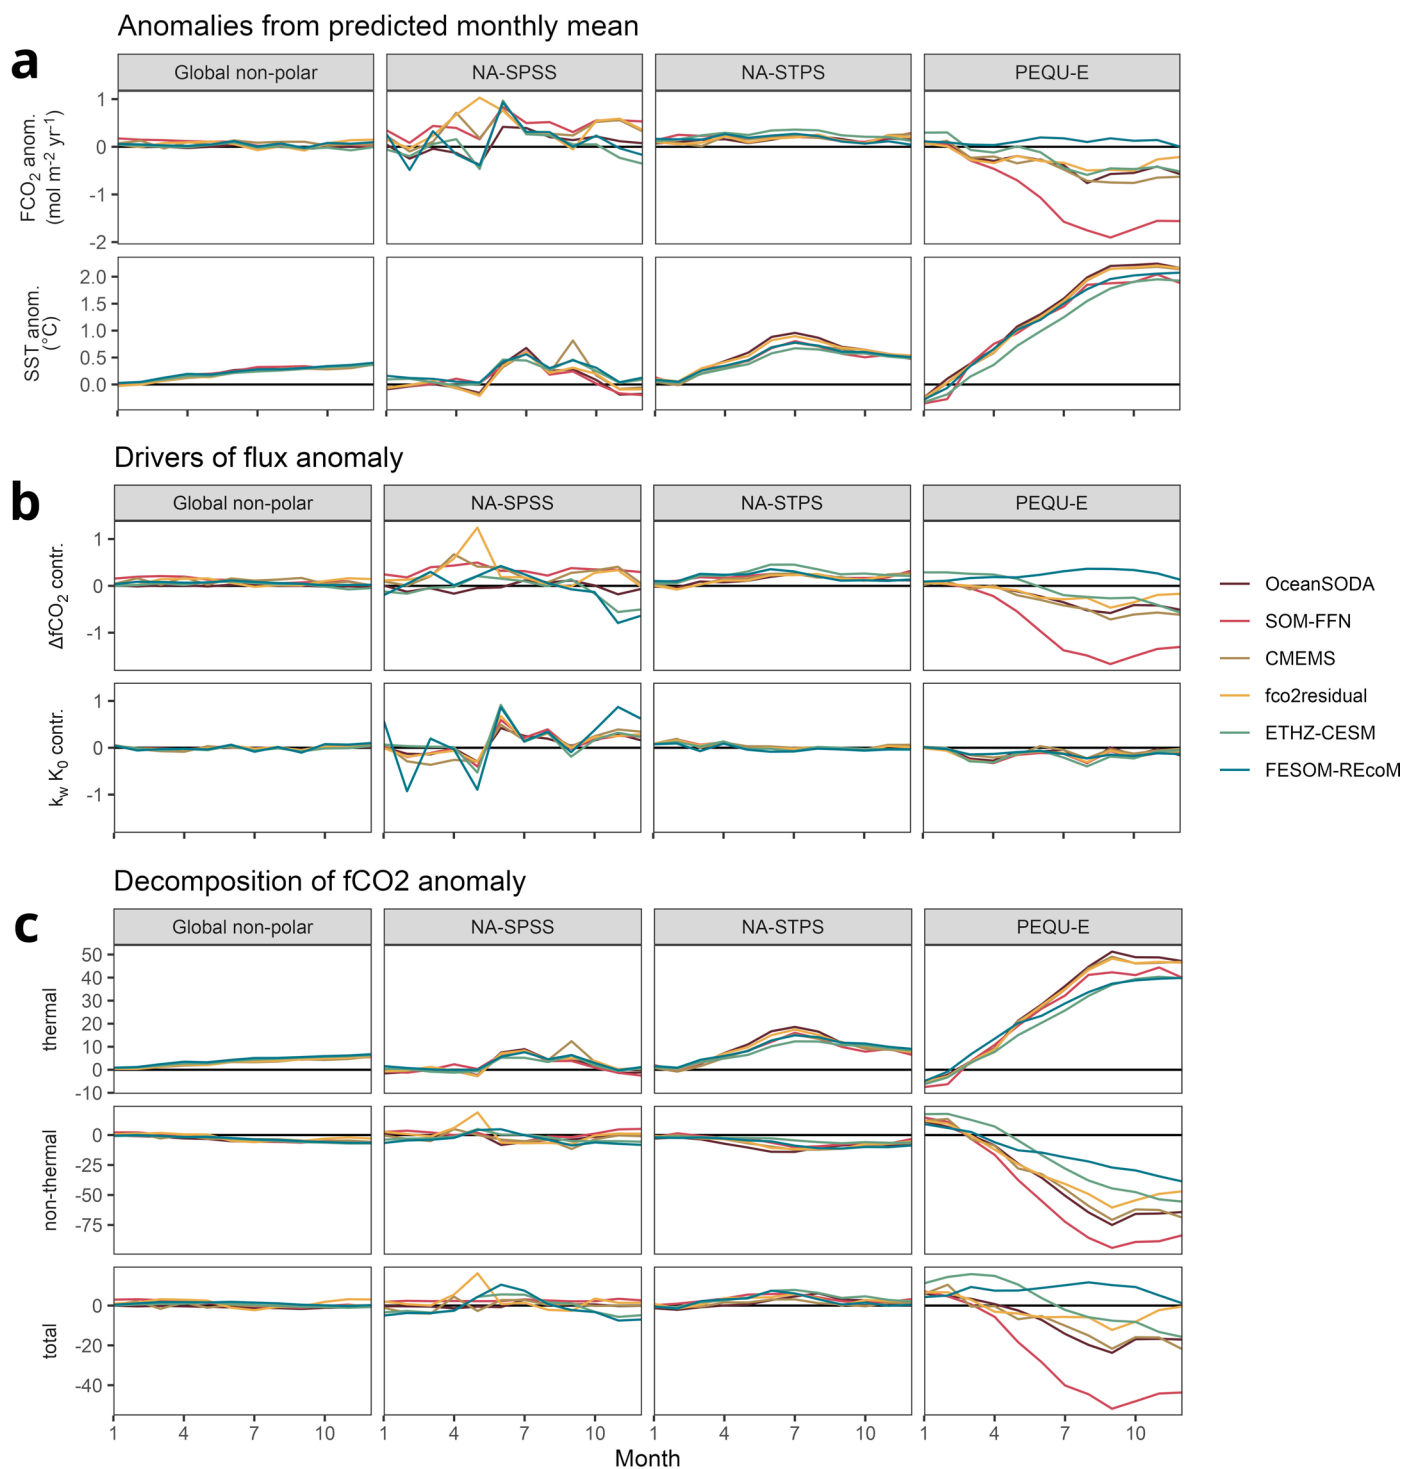 Anomalies from predicted monthly mean
a
Global non-polar
NA-SPSS
NA-STPS
PEQU-E
FCO₂ anom.
(mol m⁻² yr⁻¹)
1
0
-1
-2
SST anom.
(°C)
2.0
1.5
1.0
0.5
0.0
Drivers of flux anomaly
b
Global non-polar
NA-SPSS
NA-STPS
PEQU-E
ΔfCO₂ contr.
1
0
-1
k_w K₀ contr.
1
0
-1
OceanSODA
SOM-FFN
CMEMS
fco2residual
ETHZ-CESM
FESOM-REcoM
Decomposition of fCO2 anomaly
c
Global non-polar
NA-SPSS
NA-STPS
PEQU-E
thermal
50
40
30
20
10
0
-10
non-thermal
0
-25
-50
-75
total
0
-20
-40
1 4 7 10 1 4 7 10 1 4 7 10 1 4 7 10
Month